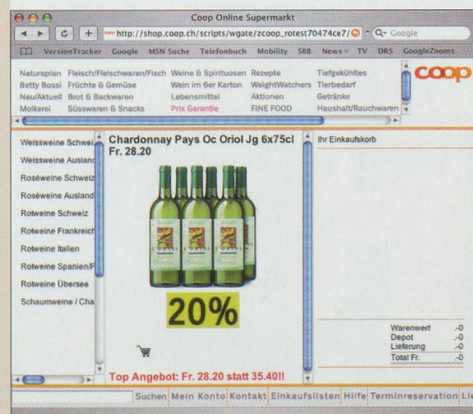 Coop Online Supermarkt
http://shop.coop.ch/scripts/wgate/zcoop_rotest70474ce7/
Google
VersionTracker Google MSN Suche Telefonbuch Mobility SBB News TV DRS GoogleZooms
Naturaplan Fleisch/Fleischwaren/Fisch Weine & Spirituosen Rezepte Tiefgekühltes
Betty Bossi Früchte & Gemüse Wein im 6er Karton WeightWatchers Tierbedarf
Neu/Aktuell Brot & Backwaren Lebensmittel Aktionen Getränke
Molkerei Süsswaren & Snacks Prix Garantie FINE FOOD Haushalt/Rauchwaren
coop
Weissweine Schwei
Weissweine Ausland
Roséweine Schweiz
Roséweine Ausland
Rotweine Schweiz
Rotweine Frankreich
Rotweine Italien
Rotweine Spanien/F
Rotweine Übersee
Schaumweine / Cha
Chardonnay Pays Oc Oriol Jg 6x75cl
Fr. 28.20
20%
Top Angebot: Fr. 28.20 statt 35.40!!
Ihr Einkaufskorb
Warenwert .-0
Depot .-0
Lieferung .-0
Total Fr. .-0
Suchen Mein Konto Kontakt Einkaufslisten Hilfe Terminreservation Li